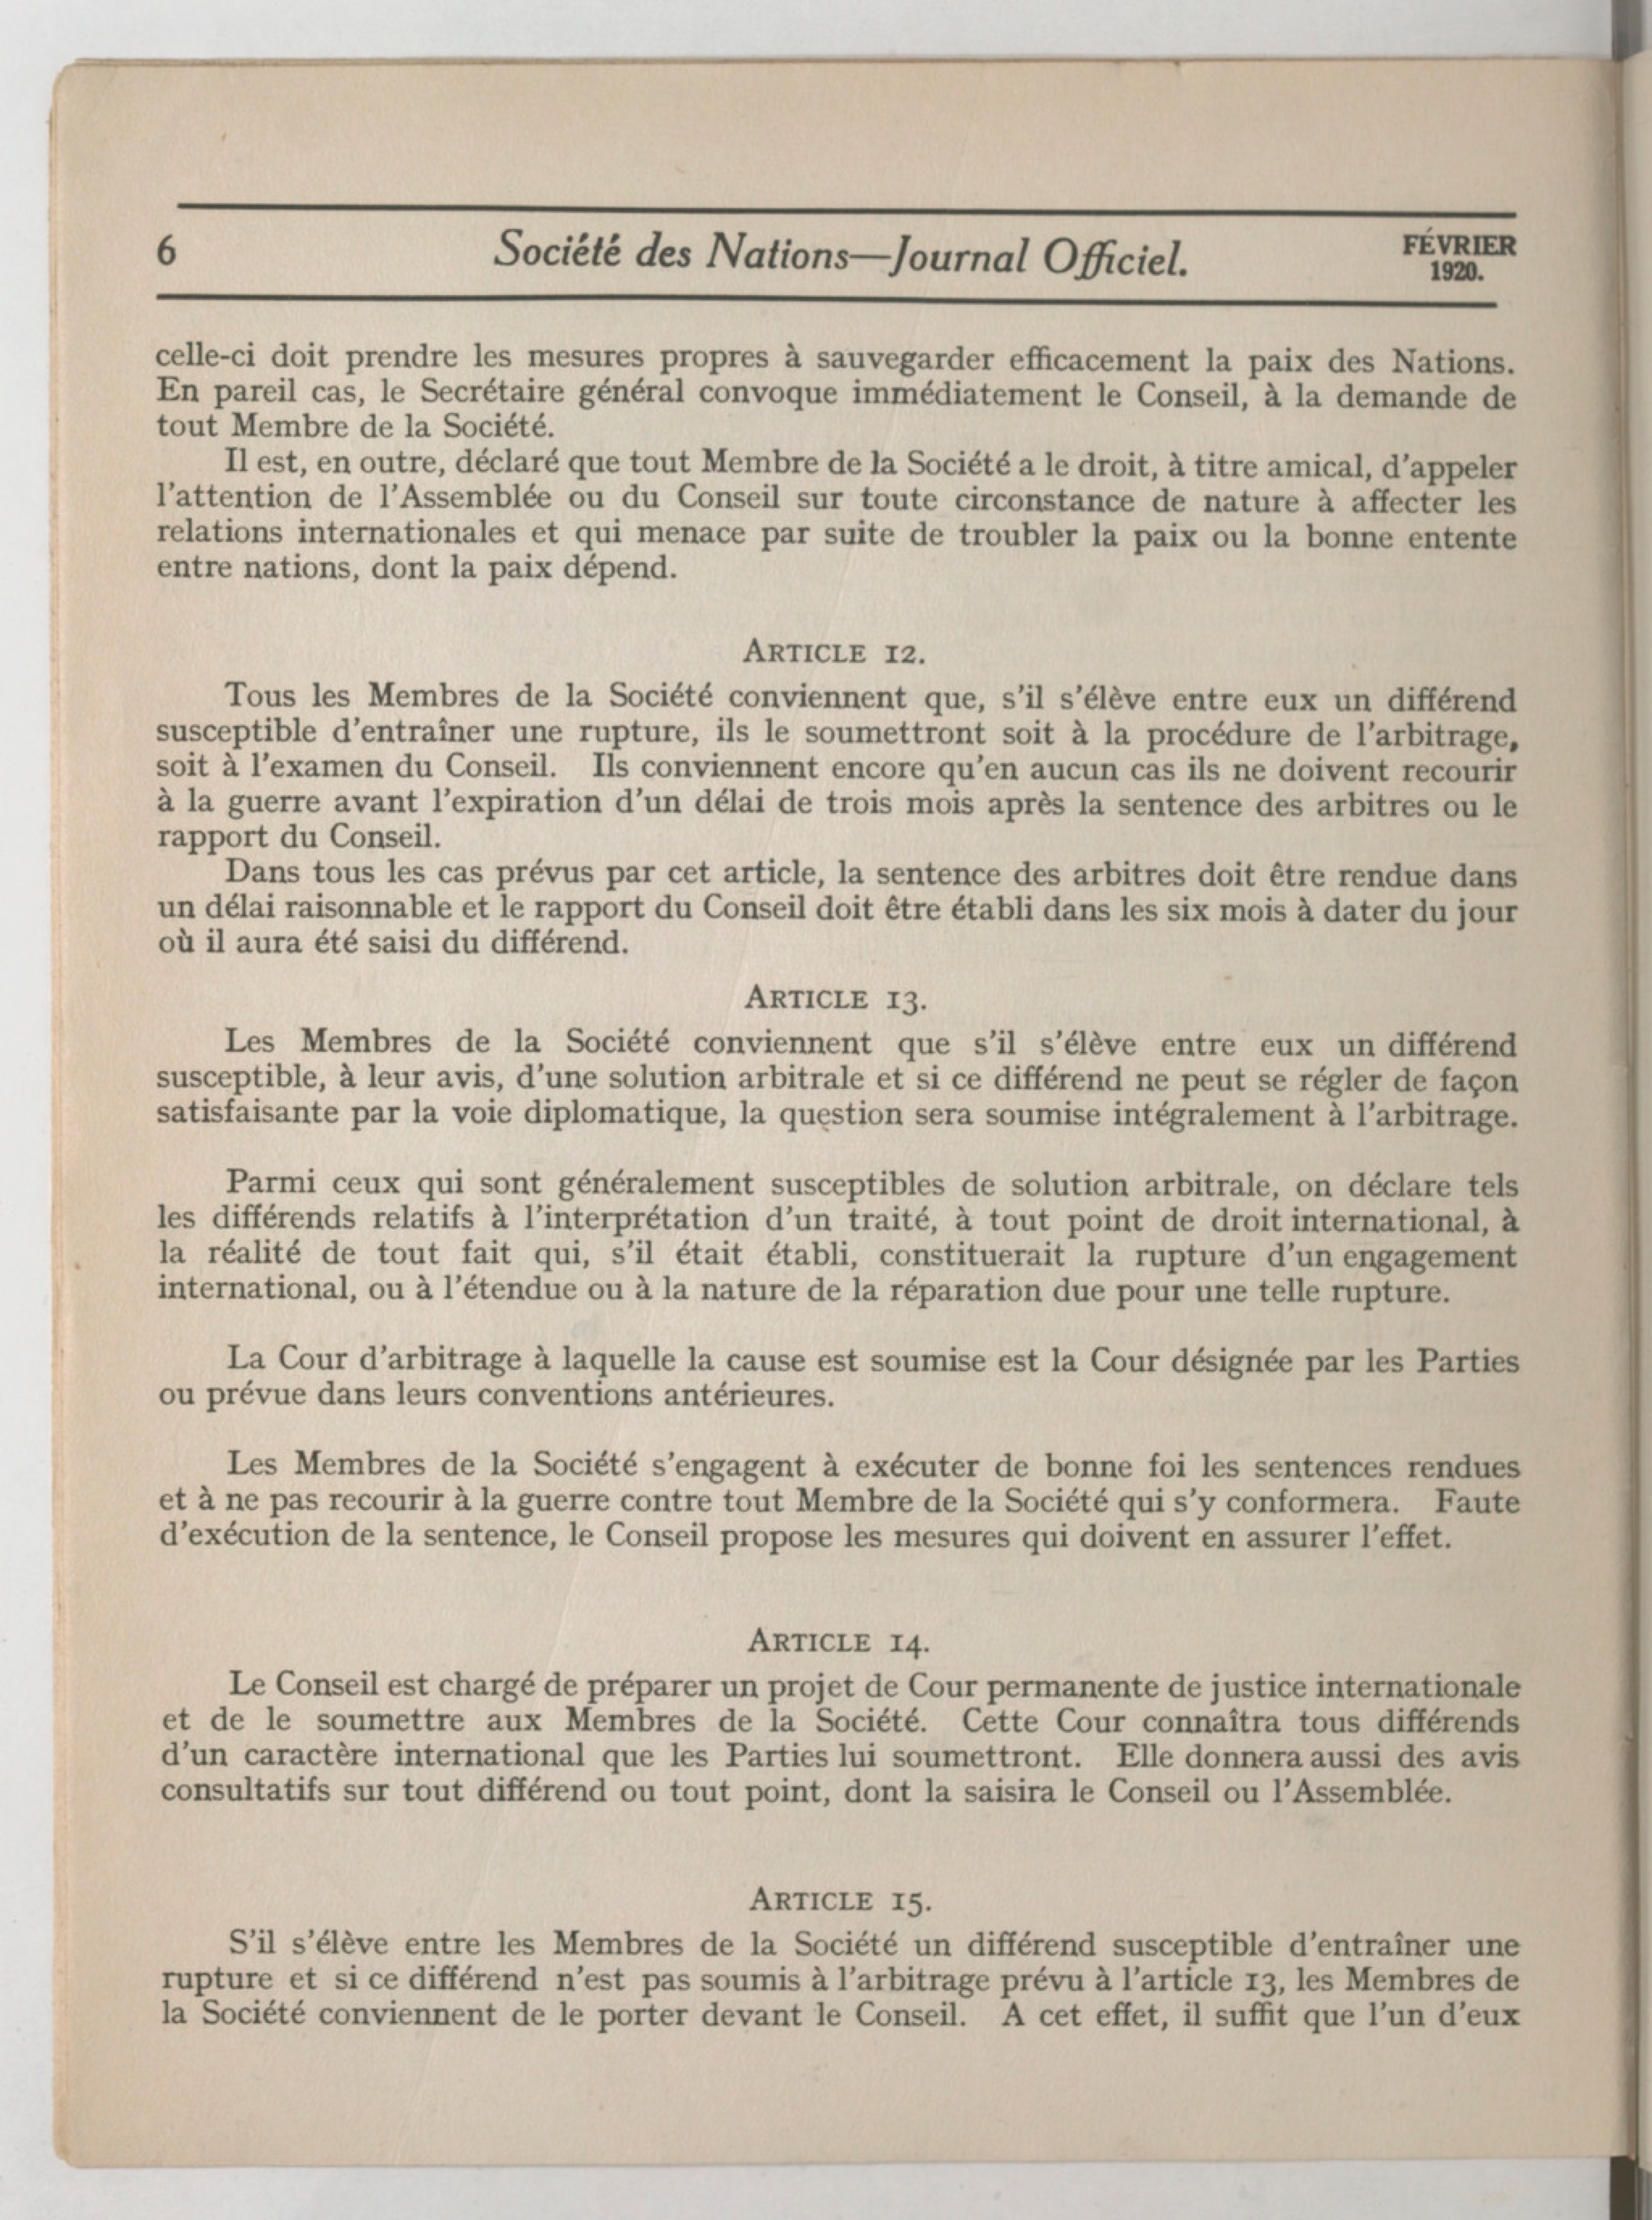 6
Société des Nations—Journal Officiel.
FÉVRIER
1920.
celle-ci doit prendre les mesures propres à sauvegarder efficacement la paix des Nations.
En pareil cas, le Secrétaire général convoque immédiatement le Conseil, à la demande de
tout Membre de la Société.
Il est, en outre, déclaré que tout Membre de la Société a le droit, à titre amical, d'appeler
l'attention de l'Assemblée ou du Conseil sur toute circonstance de nature à affecter les
relations internationales et qui menace par suite de troubler la paix ou la bonne entente
entre nations, dont la paix dépend.
ARTICLE 12.
Tous les Membres de la Société conviennent que, s'il s'élève entre eux un différend
susceptible d'entraîner une rupture, ils le soumettront soit à la procédure de l'arbitrage,
soit à l'examen du Conseil. Ils conviennent encore qu'en aucun cas ils ne doivent recourir
à la guerre avant l'expiration d'un délai de trois mois après la sentence des arbitres ou le
rapport du Conseil.
Dans tous les cas prévus par cet article, la sentence des arbitres doit être rendue dans
un délai raisonnable et le rapport du Conseil doit être établi dans les six mois à dater du jour
où il aura été saisi du différend.
ARTICLE 13.
Les Membres de la Société conviennent que s'il s'élève entre eux un différend
susceptible, à leur avis, d'une solution arbitrale et si ce différend ne peut se régler de façon
satisfaisante par la voie diplomatique, la question sera soumise intégralement à l'arbitrage.
Parmi ceux qui sont généralement susceptibles de solution arbitrale, on déclare tels
les différends relatifs à l'interprétation d'un traité, à tout point de droit international, à
la réalité de tout fait qui, s'il était établi, constituerait la rupture d'un engagement
international, ou à l'étendue ou à la nature de la réparation due pour une telle rupture.
La Cour d'arbitrage à laquelle la cause est soumise est la Cour désignée par les Parties
ou prévue dans leurs conventions antérieures.
Les Membres de la Société s'engagent à exécuter de bonne foi les sentences rendues
et à ne pas recourir à la guerre contre tout Membre de la Société qui s'y conformera. Faute
d'exécution de la sentence, le Conseil propose les mesures qui doivent en assurer l'effet.
ARTICLE 14.
Le Conseil est chargé de préparer un projet de Cour permanente de justice internationale
et de le soumettre aux Membres de la Société. Cette Cour connaîtra tous différends
d'un caractère international que les Parties lui soumettront. Elle donnera aussi des avis
consultatifs sur tout différend ou tout point, dont la saisira le Conseil ou l'Assemblée.
ARTICLE 15.
S'il s'élève entre les Membres de la Société un différend susceptible d'entraîner une
rupture et si ce différend n'est pas soumis à l'arbitrage prévu à l'article 13, les Membres de
la Société conviennent de le porter devant le Conseil. A cet effet, il suffit que l'un d'eux